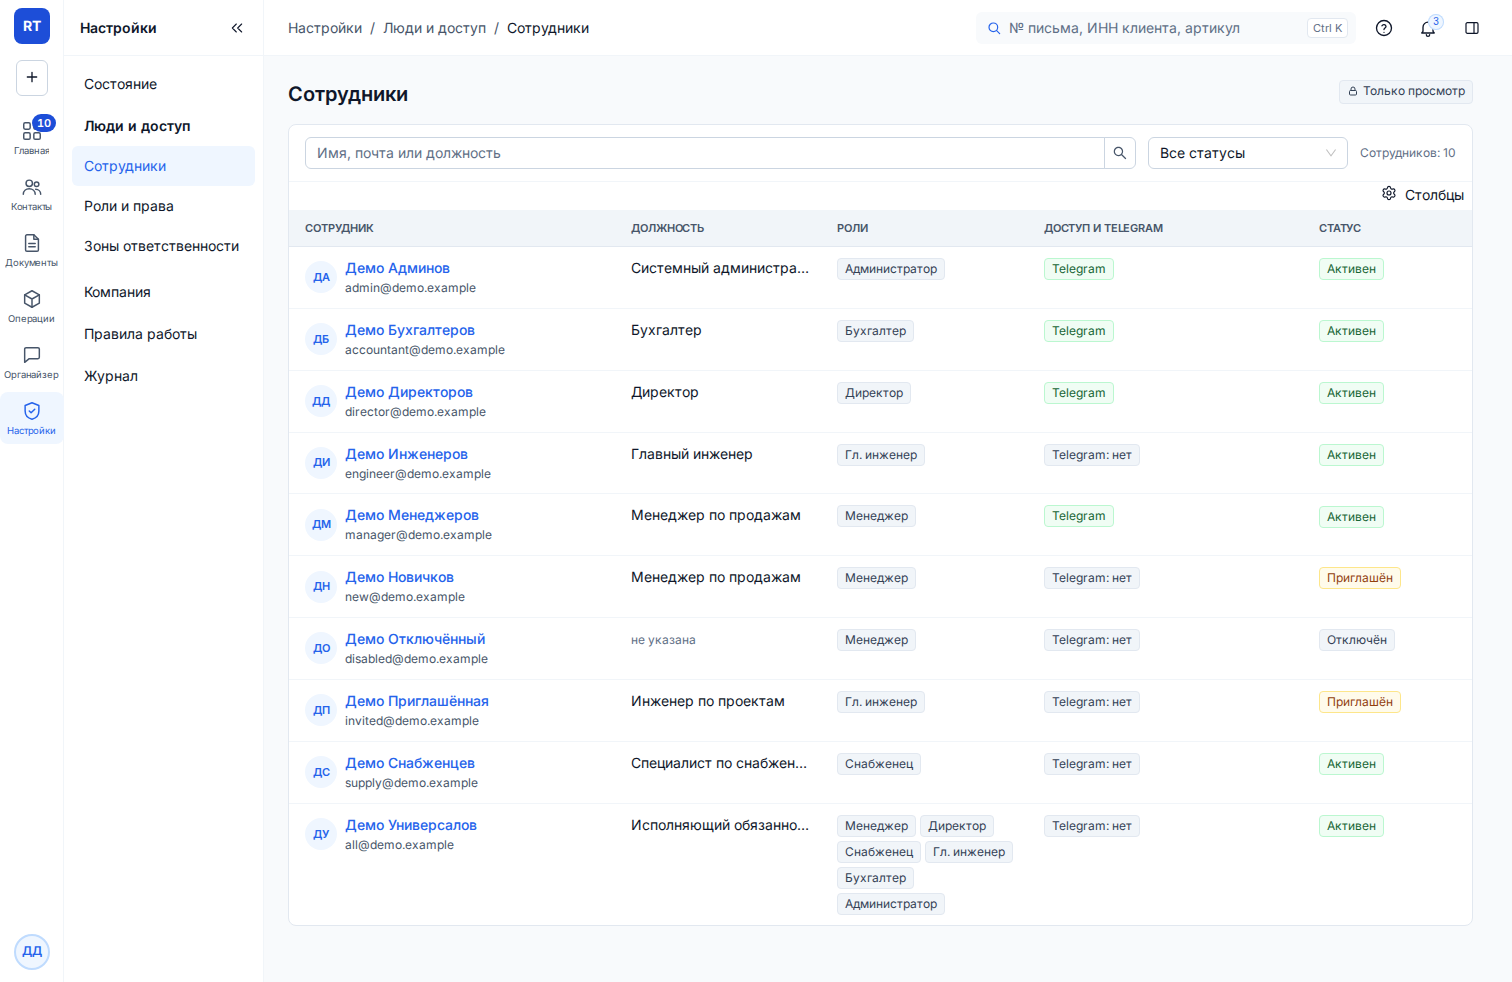 RT
Настройки
Настройки / Люди и доступ / Сотрудники
№ письма, ИНН клиента, артикул
Ctrl K
3
10
Главная
Контакты
Документы
Операции
Органайзер
Настройки
ДД
Состояние
Люди и доступ
Сотрудники
Роли и права
Зоны ответственности
Компания
Правила работы
Журнал
Сотрудники
Только просмотр
Имя, почта или должность
Все статусы
Сотрудников: 10
Столбцы
СОТРУДНИК ДОЛЖНОСТЬ РОЛИ ДОСТУП И TELEGRAM СТАТУС
ДА Демо Админов Системный администра... Администратор Telegram Активен
admin@demo.example
ДБ Демо Бухгалтеров Бухгалтер Бухгалтер Telegram Активен
accountant@demo.example
ДД Демо Директоров Директор Директор Telegram Активен
director@demo.example
ДИ Демо Инженеров Главный инженер Гл. инженер Telegram: нет Активен
engineer@demo.example
ДМ Демо Менеджеров Менеджер по продажам Менеджер Telegram Активен
manager@demo.example
ДН Демо Новичков Менеджер по продажам Менеджер Telegram: нет Приглашён
new@demo.example
ДО Демо Отключённый не указана Менеджер Telegram: нет Отключён
disabled@demo.example
ДП Демо Приглашённая Инженер по проектам Гл. инженер Telegram: нет Приглашён
invited@demo.example
ДС Демо Снабженцев Специалист по снабжен... Снабженец Telegram: нет Активен
supply@demo.example
ДУ Демо Универсалов Исполняющий обязанно... Менеджер Директор Telegram: нет Активен
all@demo.example
Снабженец Гл. инженер
Бухгалтер
Администратор